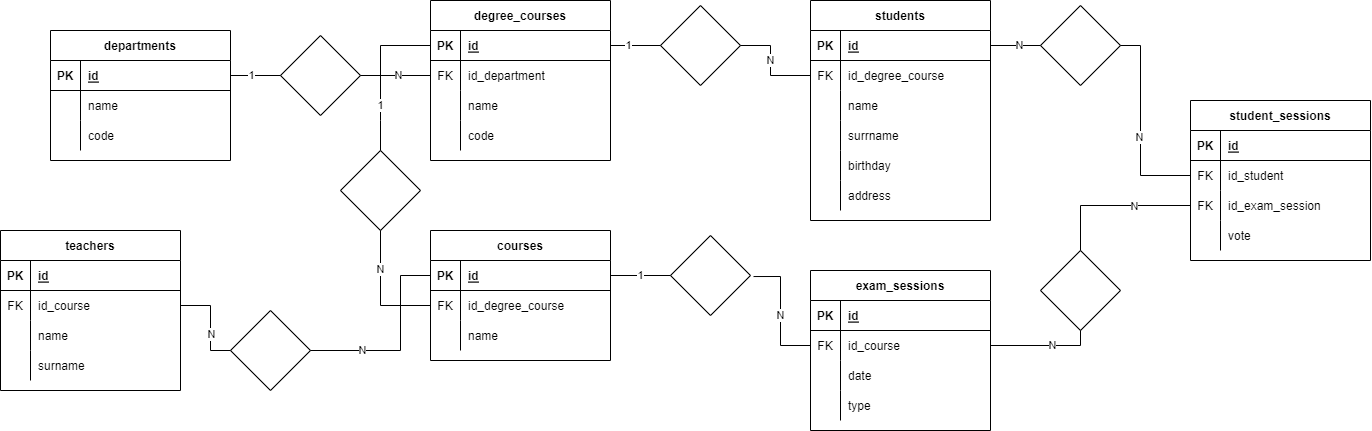 departments
PK id
name
code
1
N
degree_courses
PK id
FK id_department
name
code
1
N
1
N
students
PK id
FK id_degree_course
name
surrname
birthday
address
N
N
student_sessions
PK id
FK id_student
FK id_exam_session
vote
teachers
PK id
FK id_course
name
surname
N
N
courses
PK id
FK id_degree_course
name
1
N
exam_sessions
PK id
FK id_course
date
type
N
N